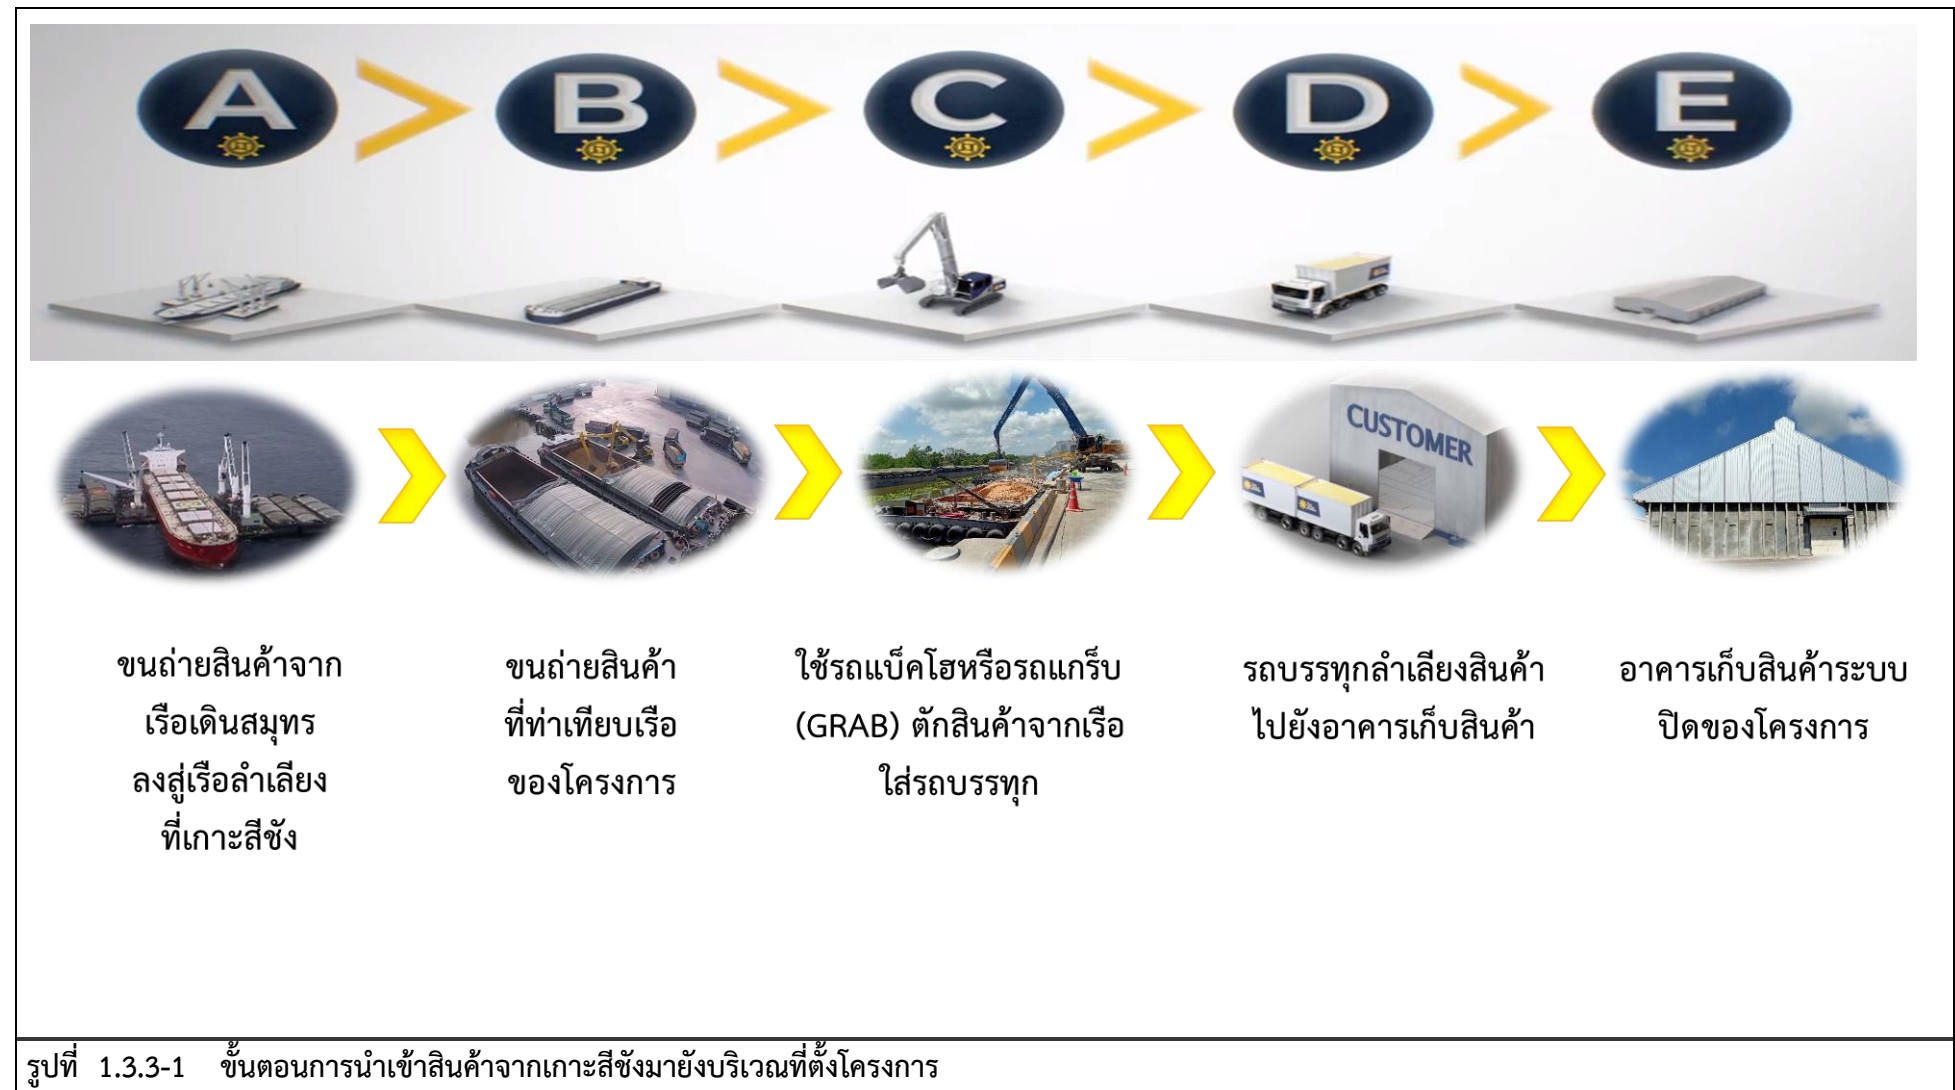 A > B > C > D > E
CUSTOMER
ขนถ่ายสินค้าจาก
เรือเดินสมุทร
ลงสู่เรือลำเลียง
ที่เกาะสีชัง
ขนถ่ายสินค้า
ที่ท่าเทียบเรือ
ของโครงการ
ใช้รถแบ็คโฮหรือรถแกร็บ
(GRAB) ตักสินค้าจากเรือ
ใส่รถบรรทุก
รถบรรทุกลำเลียงสินค้า
ไปยังอาคารเก็บสินค้า
อาคารเก็บสินค้าระบบ
ปิดของโครงการ
รูปที่ 1.3.3-1 ขั้นตอนการนำเข้าสินค้าจากเกาะสีชังมายังบริเวณที่ตั้งโครงการ